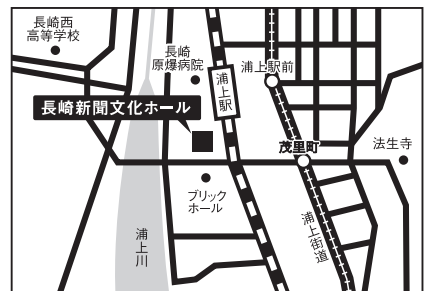 長崎西
高等学校
長崎
原爆病院
浦上駅
浦上駅前
長崎新聞文化ホール
茂里町
法生寺
ブリック
ホール
浦上川
浦上街道